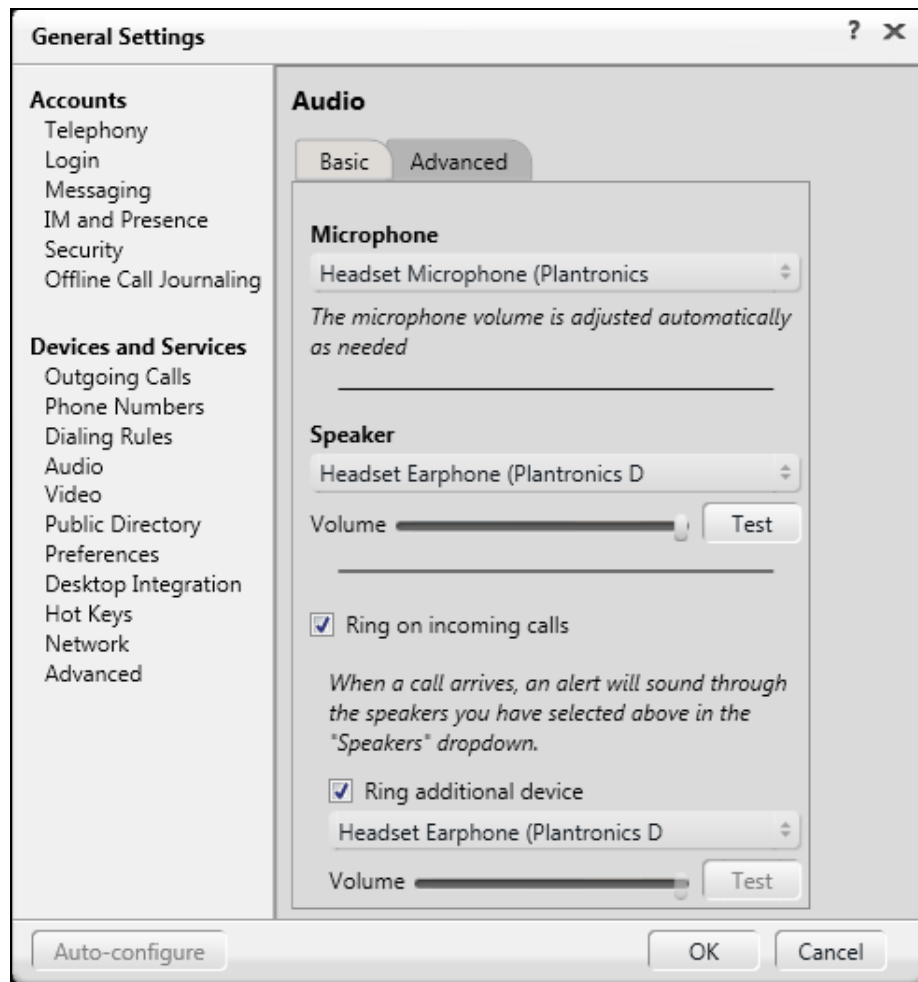 General Settings
?
Accounts
Telephony
Login
Messaging
IM and Presence
Security
Offline Call Journaling
Devices and Services
Outgoing Calls
Phone Numbers
Dialing Rules
Audio
Video
Public Directory
Preferences
Desktop Integration
Hot Keys
Network
Advanced
Audio
Basic
Advanced
Microphone
Headset Microphone (Plantronics
The microphone volume is adjusted automatically
as needed
Speaker
Headset Earphone (Plantronics D
Volume
Test
Ring on incoming calls
When a call arrives, an alert will sound through
the speakers you have selected above in the
"Speakers" dropdown.
Ring additional device
Headset Earphone (Plantronics D
Volume
Test
Auto-configure
OK
Cancel